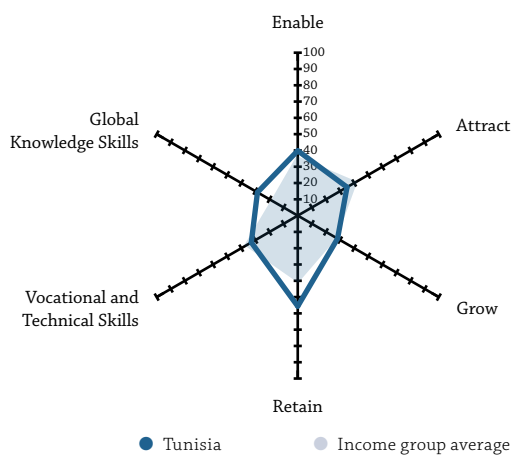 Enable
100
90
80
70
60
50
40
30
20
10
Attract
Global
Knowledge Skills
Vocational and
Technical Skills
Grow
Retain
Tunisia
Income group average